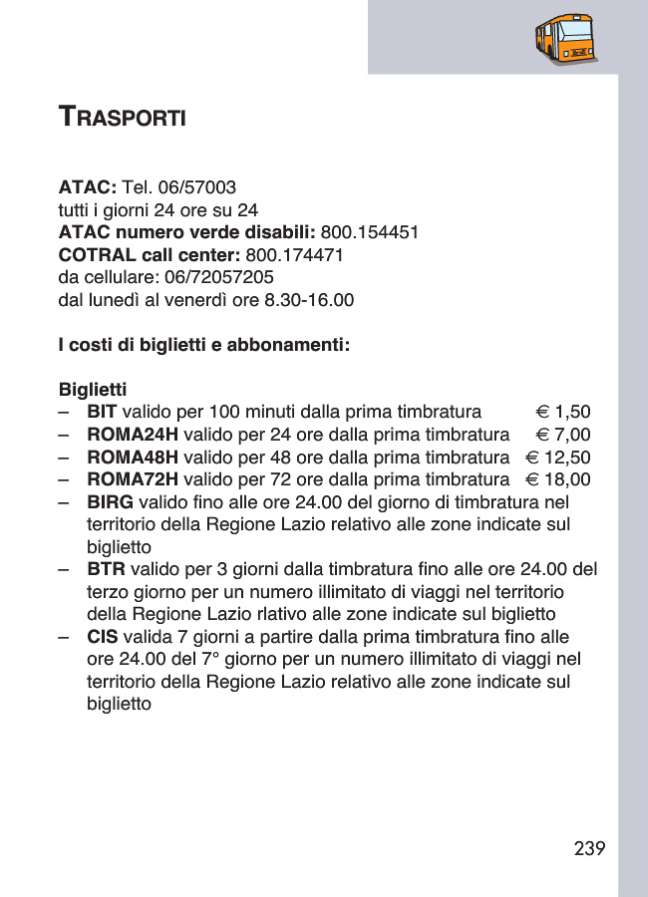 TRASPORTI
ATAC: Tel. 06/57003
tutti i giorni 24 ore su 24
ATAC numero verde disabili: 800.154451
COTRAL call center: 800.174471
da cellulare: 06/72057205
dal lunedì al venerdì ore 8.30-16.00
I costi di biglietti e abbonamenti:
Biglietti
– BIT valido per 100 minuti dalla prima timbratura € 1,50
– ROMA24H valido per 24 ore dalla prima timbratura € 7,00
– ROMA48H valido per 48 ore dalla prima timbratura € 12,50
– ROMA72H valido per 72 ore dalla prima timbratura € 18,00
– BIRG valido fino alle ore 24.00 del giorno di timbratura nel
territorio della Regione Lazio relativo alle zone indicate sul
biglietto
– BTR valido per 3 giorni dalla timbratura fino alle ore 24.00 del
terzo giorno per un numero illimitato di viaggi nel territorio
della Regione Lazio rlativo alle zone indicate sul biglietto
– CIS valida 7 giorni a partire dalla prima timbratura fino alle
ore 24.00 del 7° giorno per un numero illimitato di viaggi nel
territorio della Regione Lazio relativo alle zone indicate sul
biglietto
239